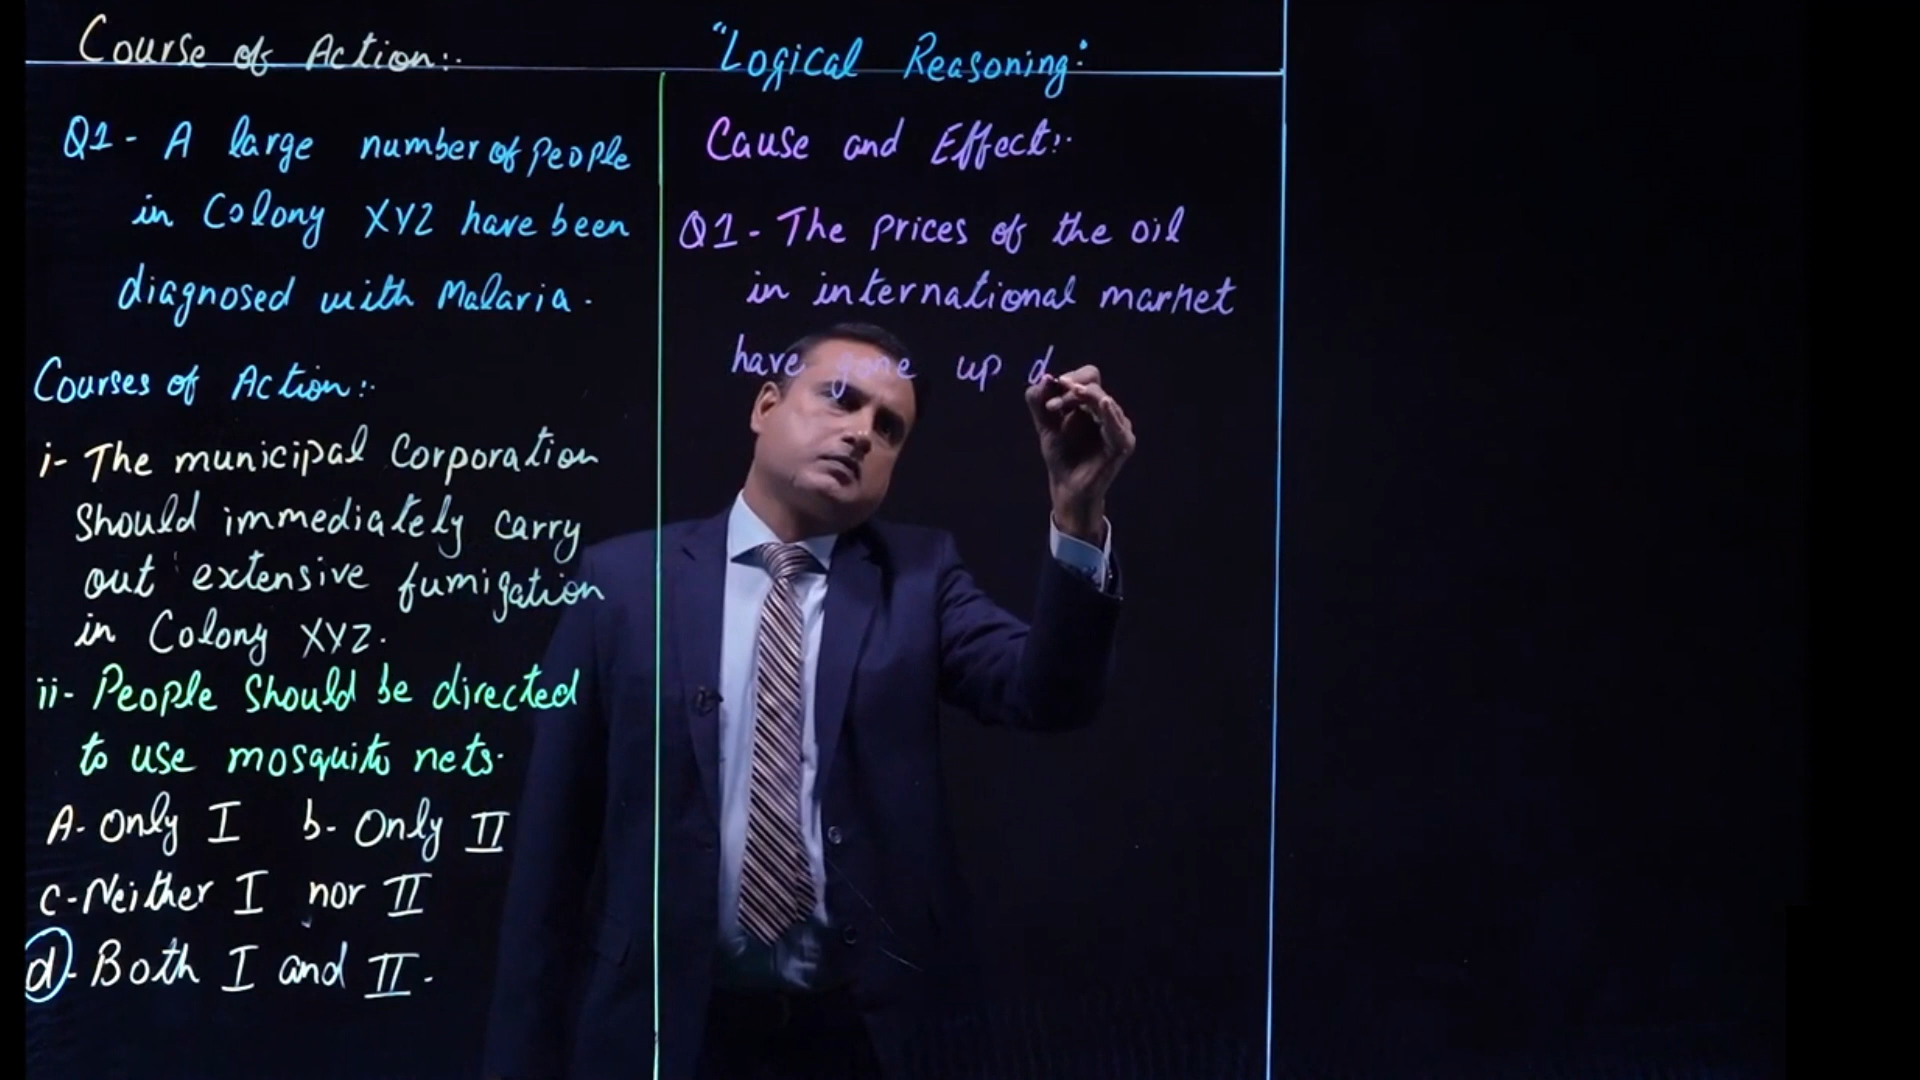 Course of Action:-
Q1- A large number of people
in Colony XYZ have been
diagnosed with Malaria.
Courses of Action:-
i- The municipal Corporation
Should immediately carry
out extensive fumigation
in Colony XYZ.
ii- People Should be directed
to use mosquito nets.
A- Only I b- Only II
C- Neither I nor II
d- Both I and II.
"Logical Reasoning:"
Cause and Effect:-
Q1- The prices of the oil
in international market
have gone up d